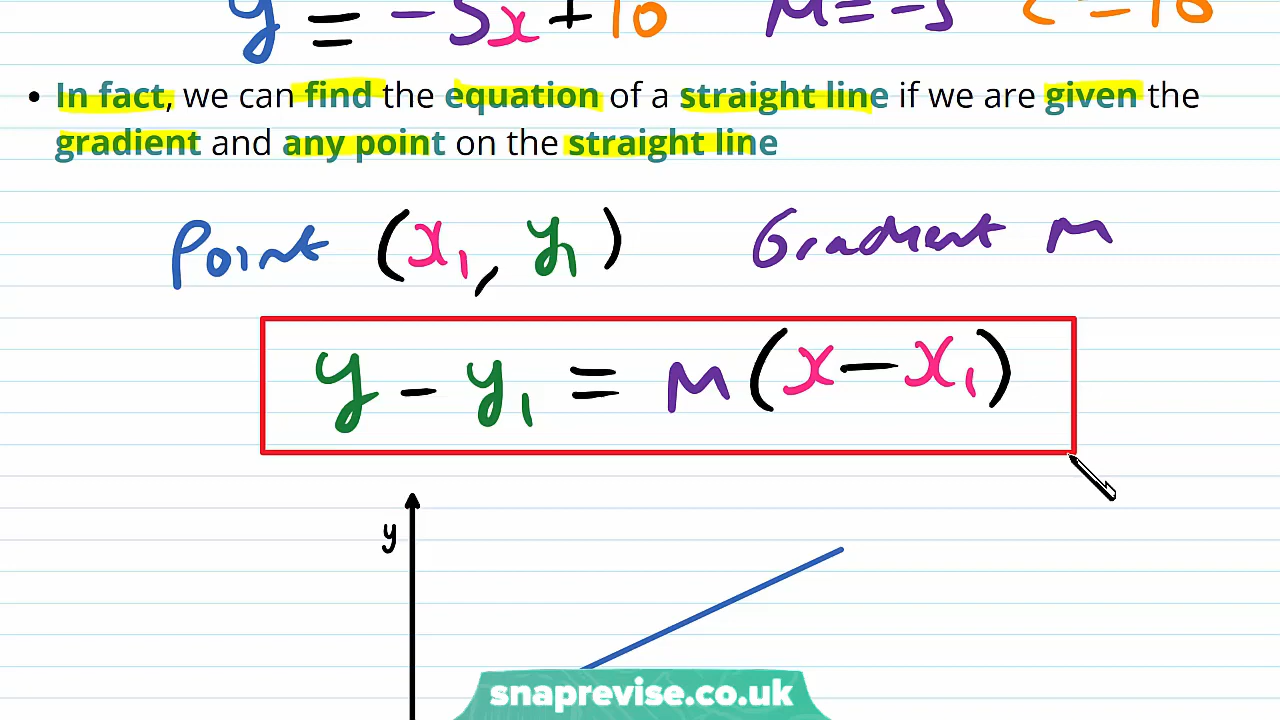 y = -5x + 10 M = -5 c = 10
• In fact, we can find the equation of a straight line if we are given the
gradient and any point on the straight line
Point (x₁, y₁) Gradient M
y - y₁ = M(x - x₁)
y
snaprevise.co.uk